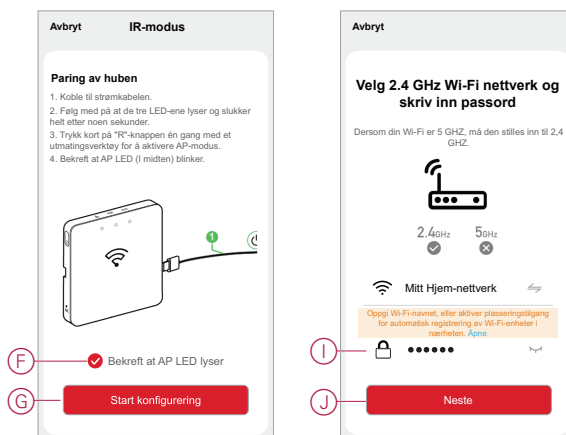 Avbryt
IR-modus
Paring av huben
1. Koble til strømkabelen.
2. Følg med på at de tre LED-ene lyser og slukker
helt etter noen sekunder.
3. Trykk kort på "R"-knappen én gang med et
utmatingsverktøy for å aktivere AP-modus.
4. Bekreft at AP LED (I midten) blinker.
1
F
Bekreft at AP LED lyser
G
Start konfigurering
Avbryt
Velg 2.4 GHz Wi-Fi nettverk og
skriv inn passord
Dersom din Wi-Fi er 5 GHZ, må den stilles inn til 2,4
GHZ.
2.4GHz
5GHz
Mitt Hjem-nettverk
Oppgi Wi-Fi-navnet, eller aktiver plasseringstilgang
for automatisk registrering av Wi-Fi-enheter i
nærheten. Åpne
I
●●●●●●
J
Neste